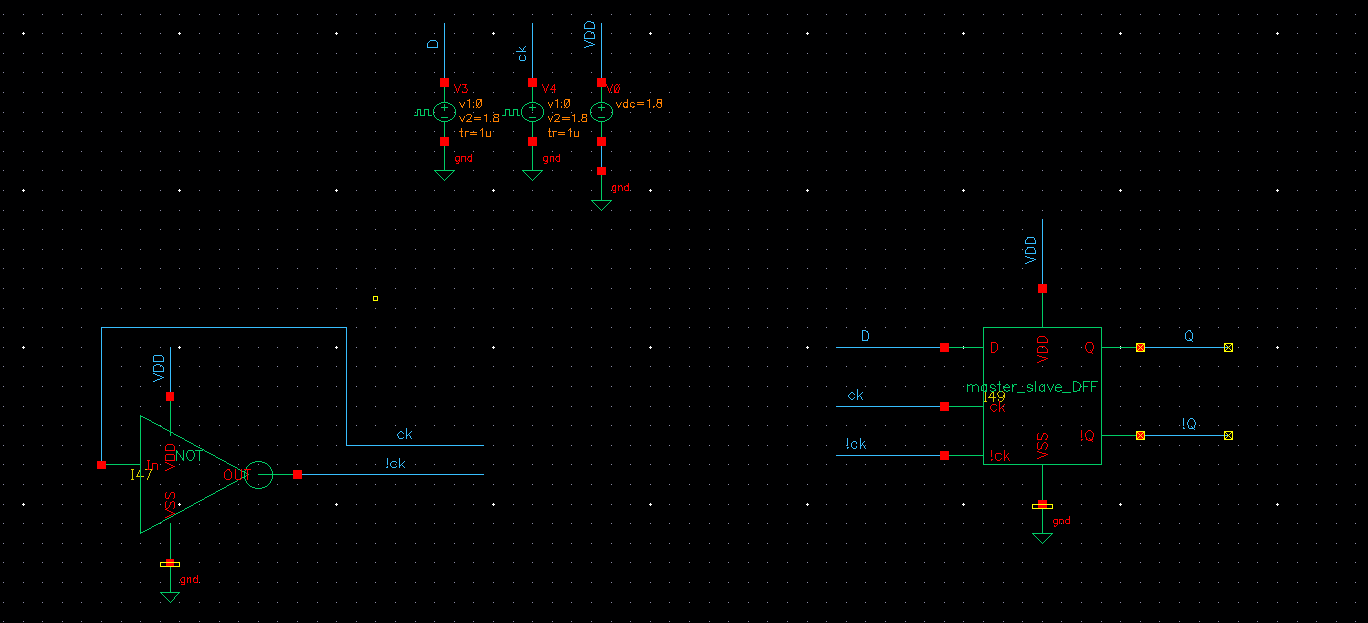 D
ck
VDD
V3
V4
V0
v1:0
v1:0
vdc=1.8
v2=1.8
v2=1.8
tr=1u
tr=1u
gnd
gnd
gnd
VDD
D
Q
D
VDD
Q
master_slave_DFF
I49
ck
ck
!Q
!Q
!ck
!ck
VSS
gnd
VDD
ck
NOT
!ck
In
VDD
I47
VSS
gnd